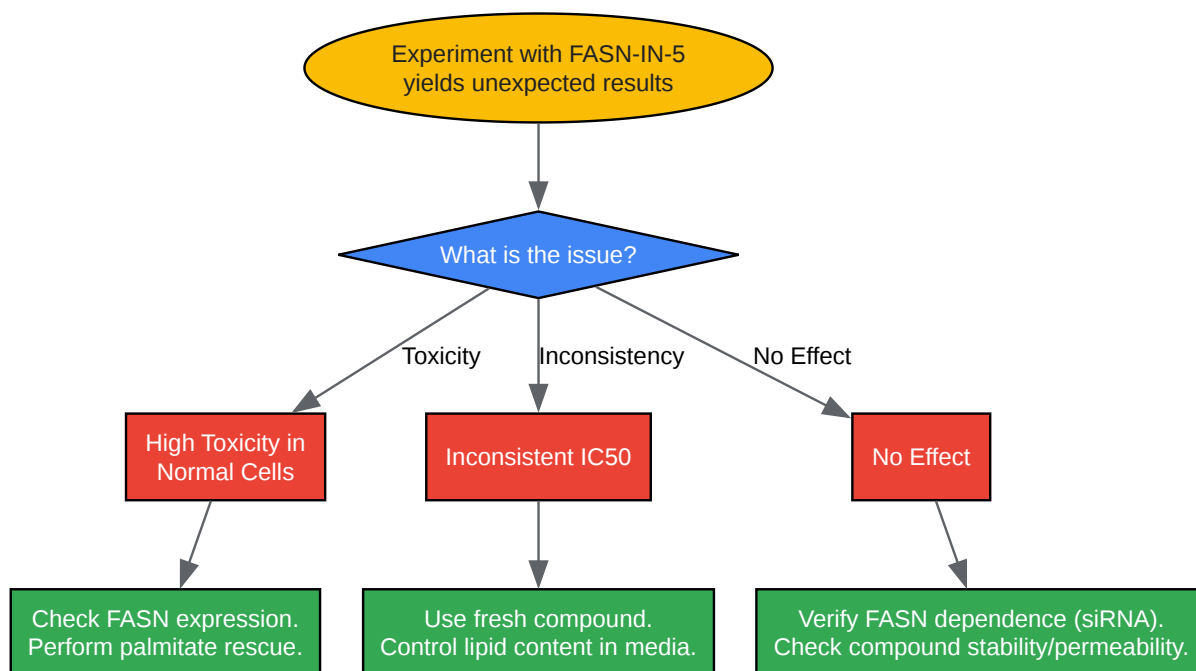 Experiment with FASN-IN-5
yields unexpected results
What is the issue?
Toxicity
Inconsistency
No Effect
High Toxicity in
Normal Cells
Inconsistent IC50
No Effect
Check FASN expression.
Perform palmitate rescue.
Use fresh compound.
Control lipid content in media.
Verify FASN dependence (siRNA).
Check compound stability/permeability.